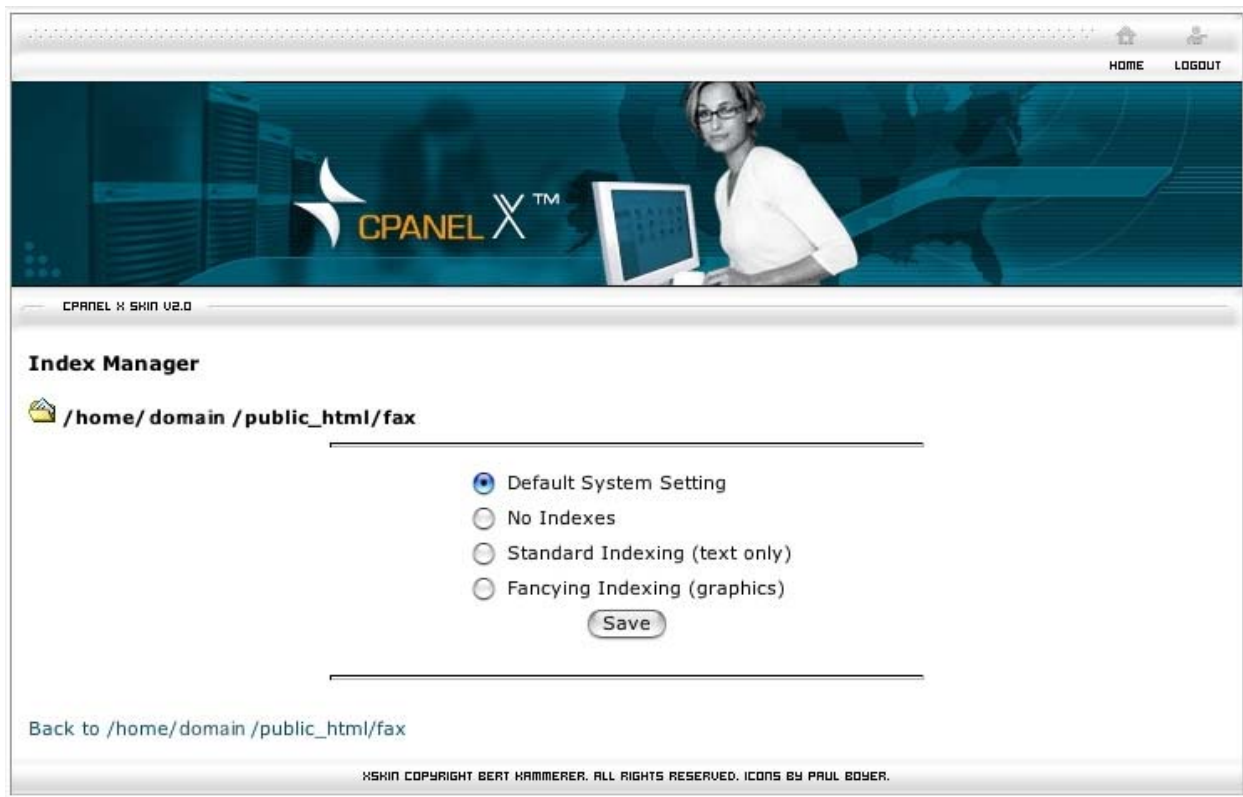 HOME LOGOUT
CPANEL X ™
CPANEL X SKIN V2.0
Index Manager
/home/ domain /public_html/fax
Default System Setting
No Indexes
Standard Indexing (text only)
Fancying Indexing (graphics)
Save
Back to /home/domain /public_html/fax
XSKIN COPYRIGHT BERT KAMMERER. ALL RIGHTS RESERVED. ICONS BY PAUL BOYER.